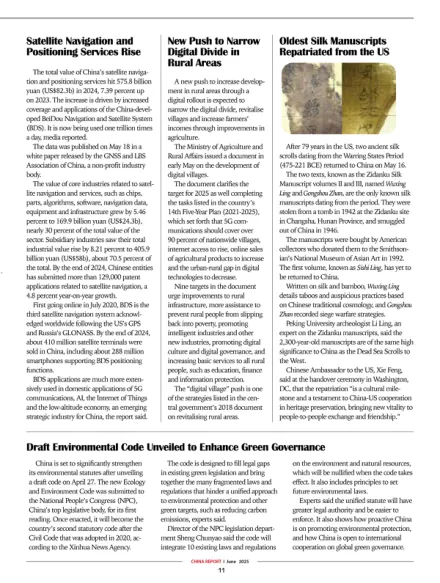 Satellite Navigation and
Positioning Services Rise
The total value of China's satellite naviga-
tion and positioning services hit 575.8 billion
yuan (US$82.3b) in 2024, 7.39 percent up
on 2023. The increase is driven by increased
coverage and applications of the China-devel-
oped BeiDou Navigation and Satellite System
(BDS). It is now being used one trillion times
a day, media reported.
The data was published on May 18 in a
white paper released by the GNSS and LBS
Association of China, a non-profit industry
body.
The value of core industries related to satel-
lite navigation and services, such as chips,
parts, algorithms, software, navigation data,
equipment and infrastructure grew by 5.46
percent to 169.9 billion yuan (US$24.3b),
nearly 30 percent of the total value of the
sector. Subsidiary industries saw their total
industrial value rise by 8.21 percent to 405.9
billion yuan (US$58b), about 70.5 percent of
the total. By the end of 2024, Chinese entities
has submitted more than 129,000 patent
applications related to satellite navigation, a
4.8 percent year-on-year growth.
First going online in July 2020, BDS is the
third satellite navigation system acknowl-
edged worldwide following the US's GPS
and Russia's GLONASS. By the end of 2024,
about 410 million satellite terminals were
sold in China, including about 288 million
smartphones supporting BDS positioning
functions.
BDS applications are much more exten-
sively used in domestic applications of 5G
communications, AI, the Internet of Things
and the low-altitude economy, an emerging
strategic industry for China, the report said.
New Push to Narrow
Digital Divide in
Rural Areas
A new push to increase develop-
ment in rural areas through a
digital rollout is expected to
narrow the digital divide, revitalise
villages and increase farmers'
incomes through improvements in
agriculture.
The Ministry of Agriculture and
Rural Affairs issued a document in
early May on the development of
digital villages.
The document clarifies the
target for 2025 as well completing
the tasks listed in the country's
14th Five-Year Plan (2021-2025),
which set forth that 5G com-
munications should cover over
90 percent of nationwide villages,
internet access to rise, online sales
of agricultural products to increase
and the urban-rural gap in digital
technologies to decrease.
Nine targets in the document
urge improvements to rural
infrastructure, more assistance to
prevent rural people from slipping
back into poverty, promoting
intelligent industries and other
new industries, promoting digital
culture and digital governance, and
increasing basic services to all rural
people, such as education, finance
and information protection.
The "digital village" push is one
of the strategies listed in the cen-
tral government's 2018 document
on revitalising rural areas.
Oldest Silk Manuscripts
Repatriated from the US
After 79 years in the US, two ancient silk
scrolls dating from the Warring States Period
(475-221 BCE) returned to China on May 16.
The two texts, known as the Zidanku Silk
Manuscript volumes II and III, named Wuxing
Ling and Gongshou Zhan, are the only known silk
manuscripts dating from the period. They were
stolen from a tomb in 1942 at the Zidanku site
in Changsha, Hunan Province, and smuggled
out of China in 1946.
The manuscripts were bought by American
collectors who donated them to the Smithson-
ian's National Museum of Asian Art in 1992.
The first volume, known as Sishi Ling, has yet to
be returned to China.
Written on silk and bamboo, Wuxing Ling
details taboos and auspicious practices based
on Chinese traditional cosmology, and Gongshou
Zhan recorded siege warfare strategies.
Peking University archeologist Li Ling, an
expert on the Zidanku manuscripts, said the
2,300-year-old manuscripts are of the same high
significance to China as the Dead Sea Scrolls to
the West.
Chinese Ambassador to the US, Xie Feng,
said at the handover ceremony in Washington,
DC, that the repatriation "is a cultural mile-
stone and a testament to China-US cooperation
in heritage preservation, bringing new vitality to
people-to-people exchange and friendship."
Draft Environmental Code Unveiled to Enhance Green Governance
China is set to significantly strengthen
its environmental statutes after unveiling
a draft code on April 27. The new Ecology
and Environment Code was submitted to
the National People's Congress (NPC),
China's top legislative body, for its first
reading. Once enacted, it will become the
country's second statutory code after the
Civil Code that was adopted in 2020, ac-
cording to the Xinhua News Agency.
The code is designed to fill legal gaps
in existing green legislation and bring
together the many fragmented laws and
regulations that hinder a unified approach
to environmental protection and other
green targets, such as reducing carbon
emissions, experts said.
Director of the NPC legislation depart-
ment Sheng Chunyao said the code will
integrate 10 existing laws and regulations
on the environment and natural resources,
which will be nullified when the code takes
effect. It also includes principles to set
future environmental laws.
Experts said the unified statute will have
greater legal authority and be easier to
enforce. It also shows how proactive China
is on promoting environmental protection,
and how China is open to international
cooperation on global green governance.
CHINA REPORT | June 2025
11